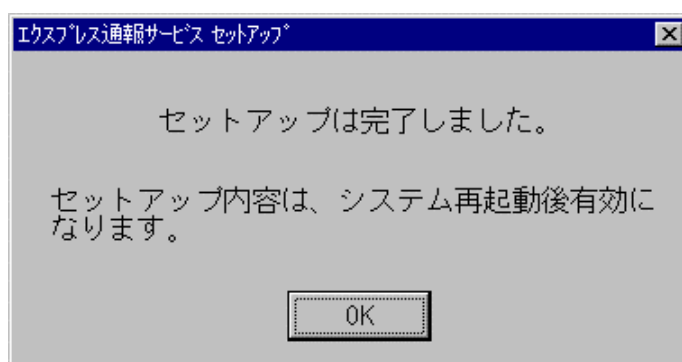 ｴｸｽﾌﾟﾚｽ通報ｻｰﾋﾞｽ ｾｯﾄｱｯﾌﾟ
セットアップは完了しました。
セットアップ内容は、システム再起動後有効に
なります。
OK